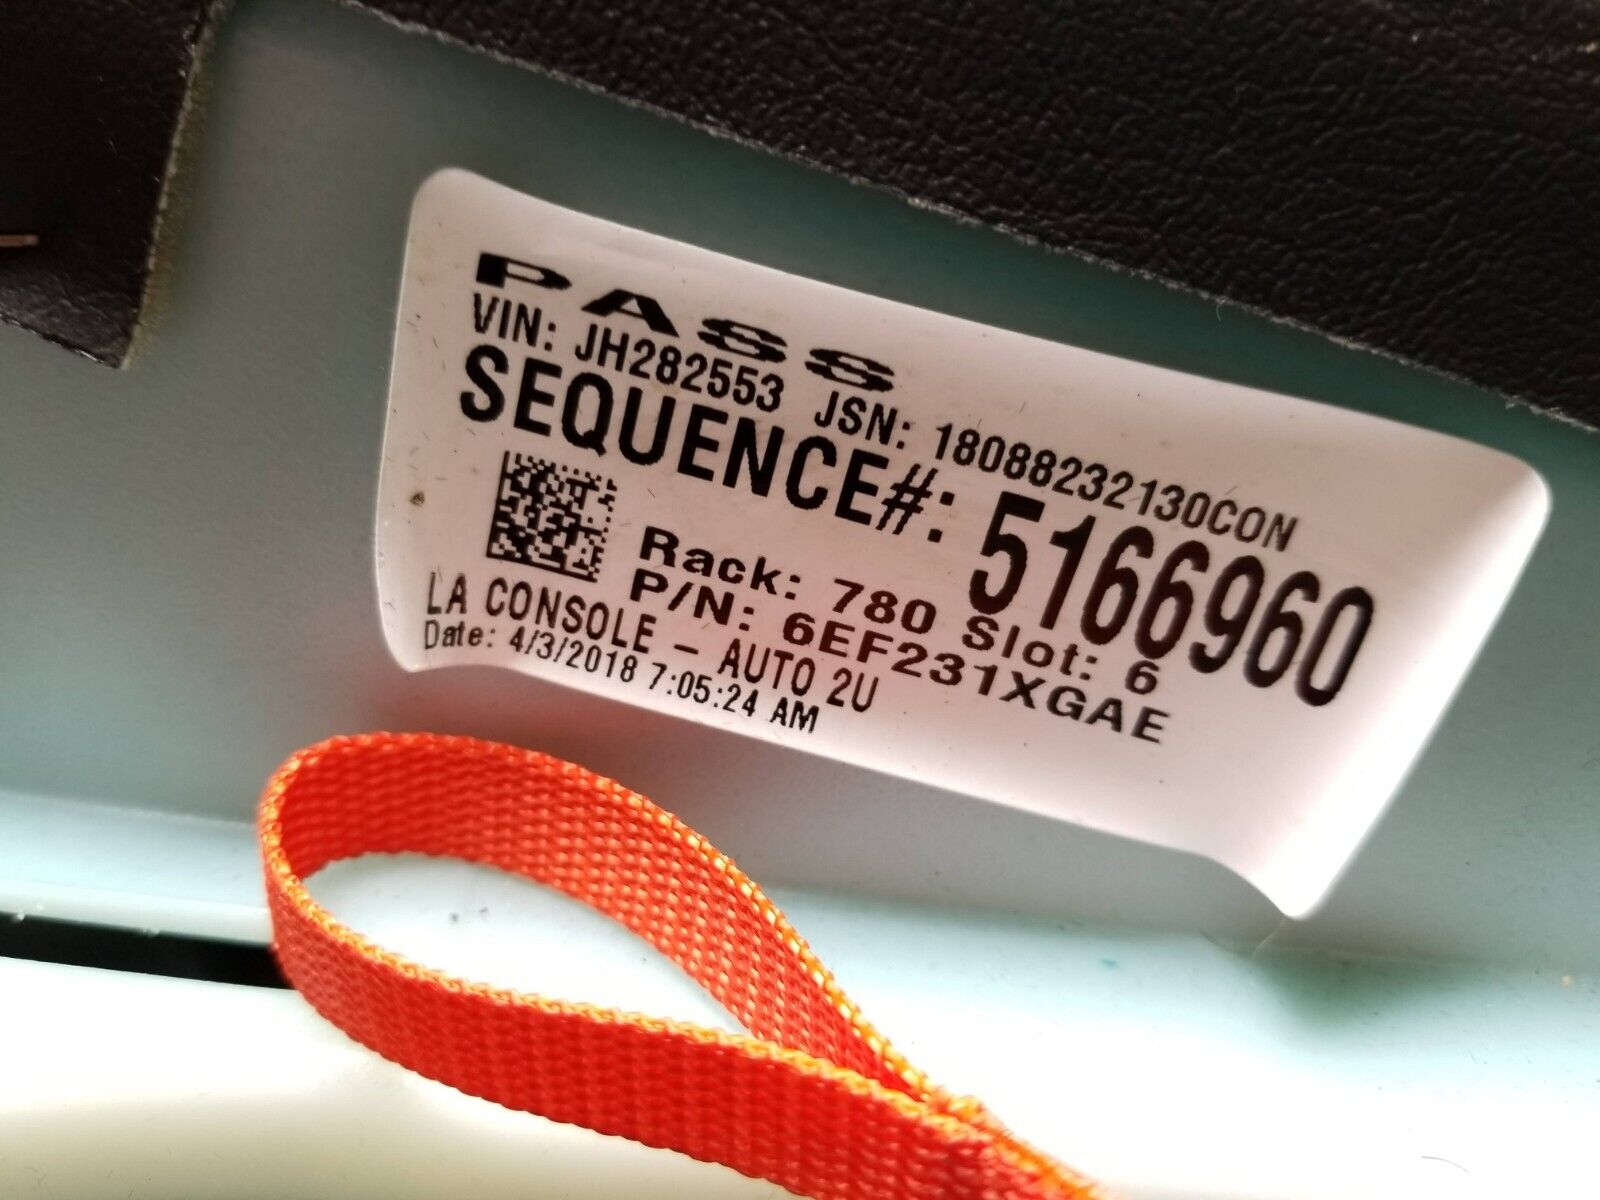 PASS
VIN: JH282553 JSN: 18088232130CON
SEQUENCE#: 5166960
Rack: 780 Slot: 6
P/N: 6EF231XGAE
LA CONSOLE - AUTO 2U
Date: 4/3/2018 7:05:24 AM